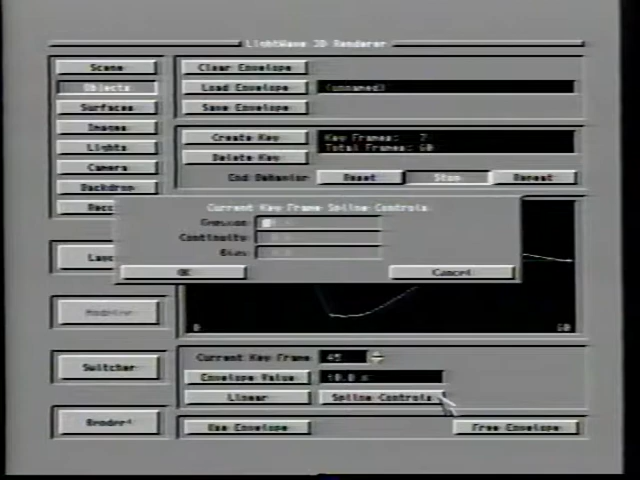 LightWave 3D Renderer
Scene
Objects
Surfaces
Images
Lights
Camera
Backdrop
Clear Envelope
Load Envelope (unnamed)
Save Envelope
Create Key
Delete Key
Key Frames: 7
Total Frames: 60
End Behavior Reset Stop Repeat
Current Key Frame Spline Controls
Tension
Continuity
Bias
OK Cancel
0 60
Modeler
Switcher
Render
Current Key Frame 45
Envelope Value
Linear Spline Controls
Use Envelope Free Envelope